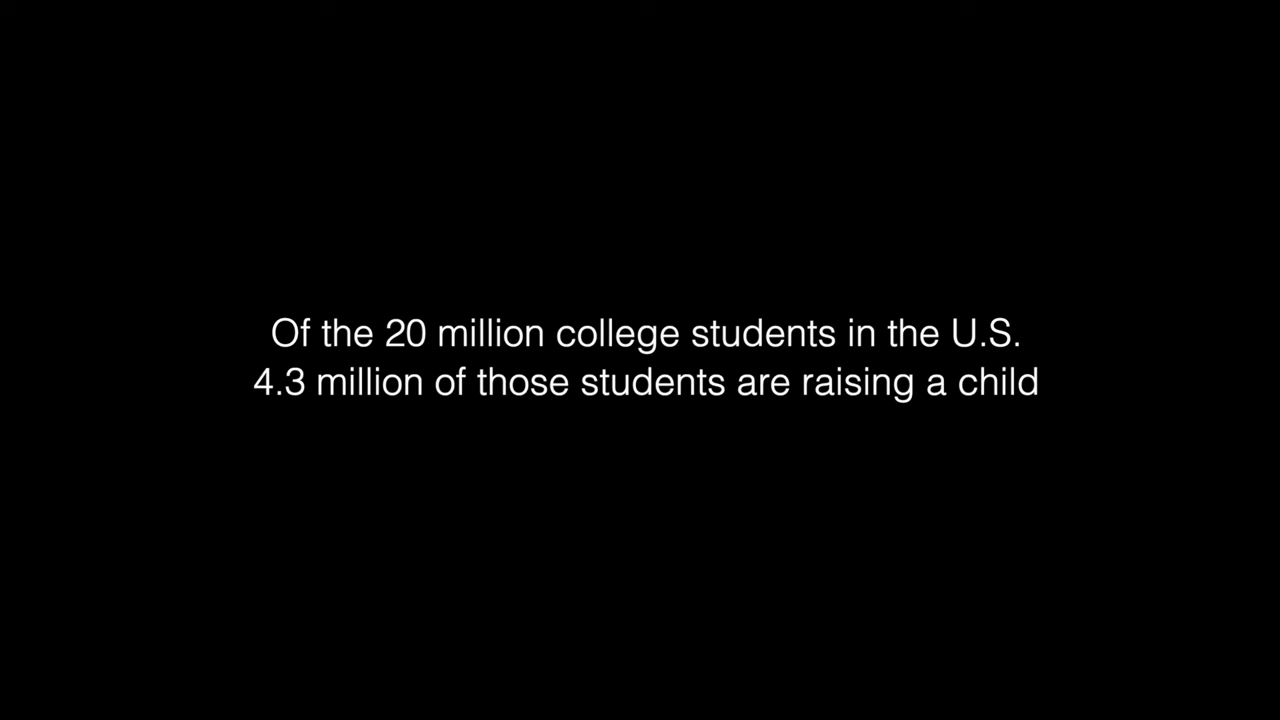 Of the 20 million college students in the U.S.
4.3 million of those students are raising a child